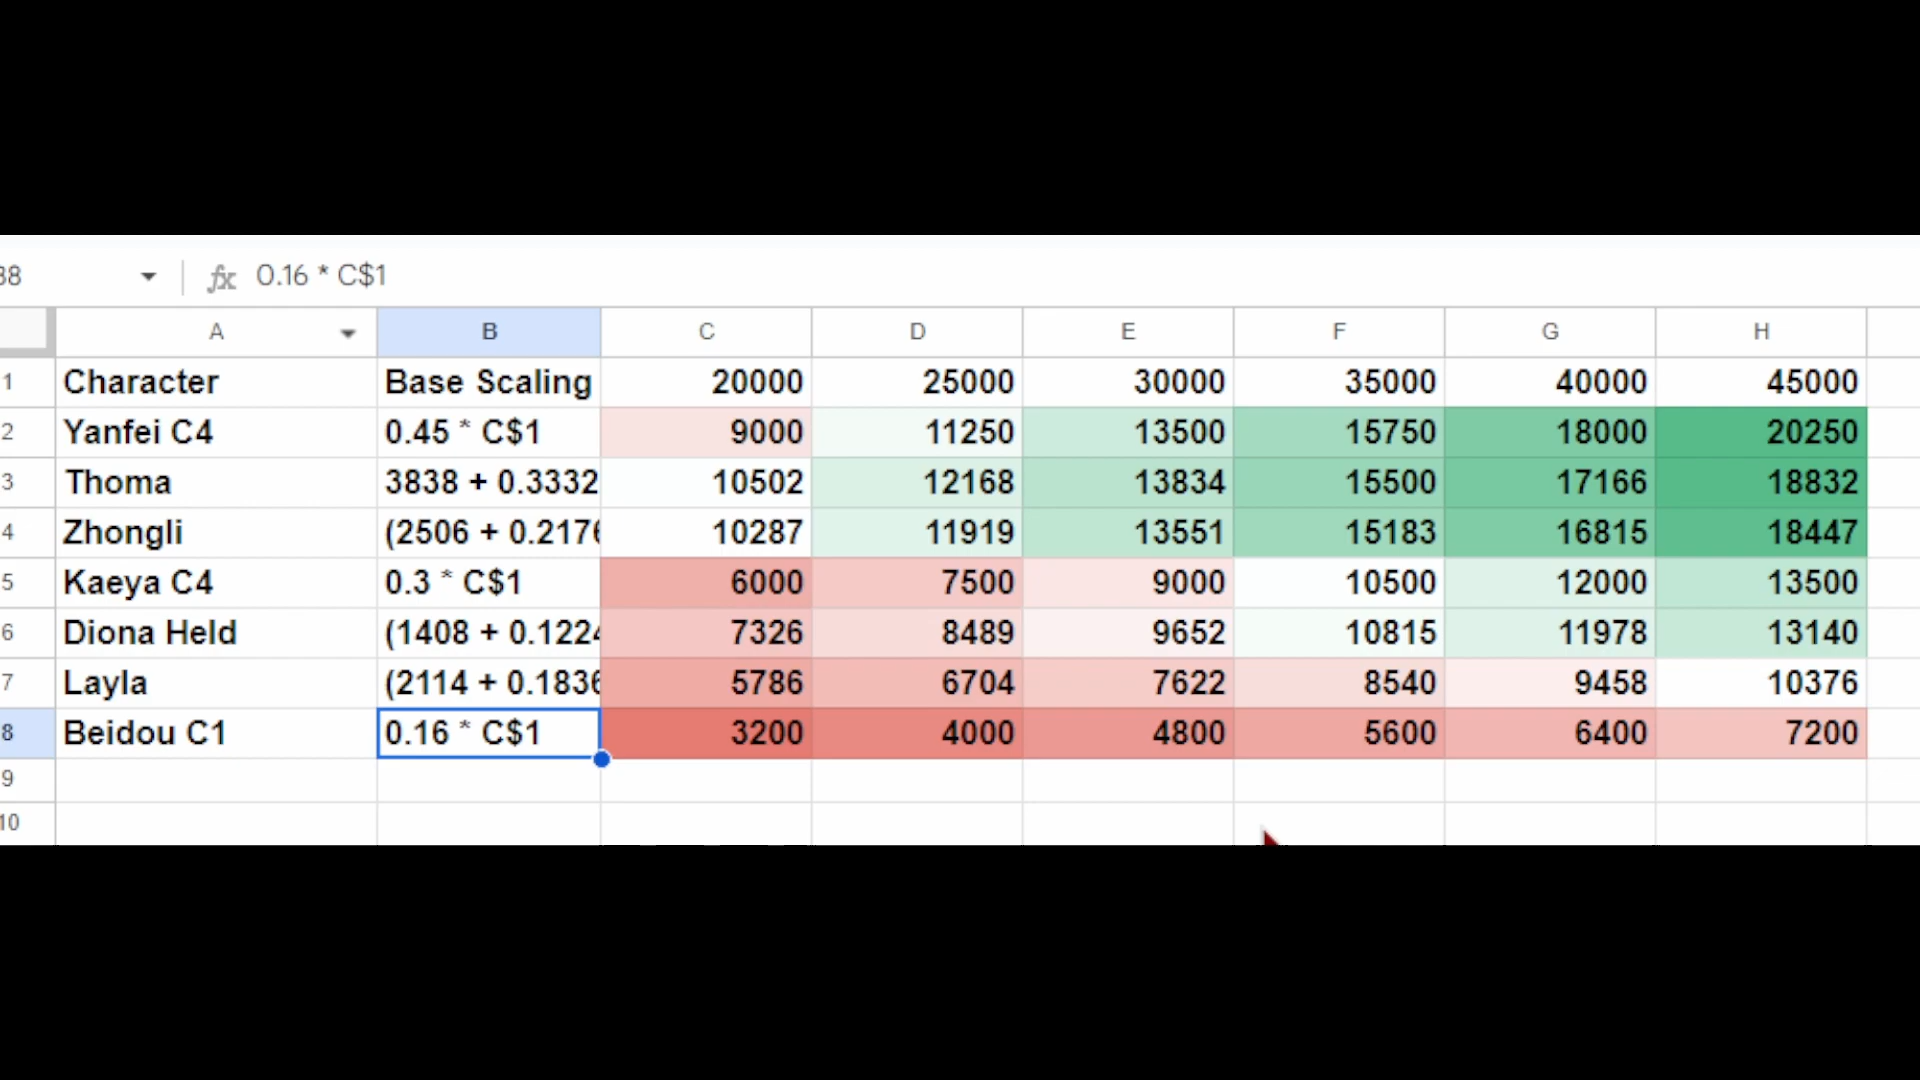 38 fx 0.16 * C$1
A B C D E F G H
1 Character Base Scaling 20000 25000 30000 35000 40000 45000
2 Yanfei C4 0.45 * C$1 9000 11250 13500 15750 18000 20250
3 Thoma 3838 + 0.3332 10502 12168 13834 15500 17166 18832
4 Zhongli (2506 + 0.2176 10287 11919 13551 15183 16815 18447
5 Kaeya C4 0.3 * C$1 6000 7500 9000 10500 12000 13500
6 Diona Held (1408 + 0.1224 7326 8489 9652 10815 11978 13140
7 Layla (2114 + 0.1836 5786 6704 7622 8540 9458 10376
8 Beidou C1 0.16 * C$1 3200 4000 4800 5600 6400 7200
9
10